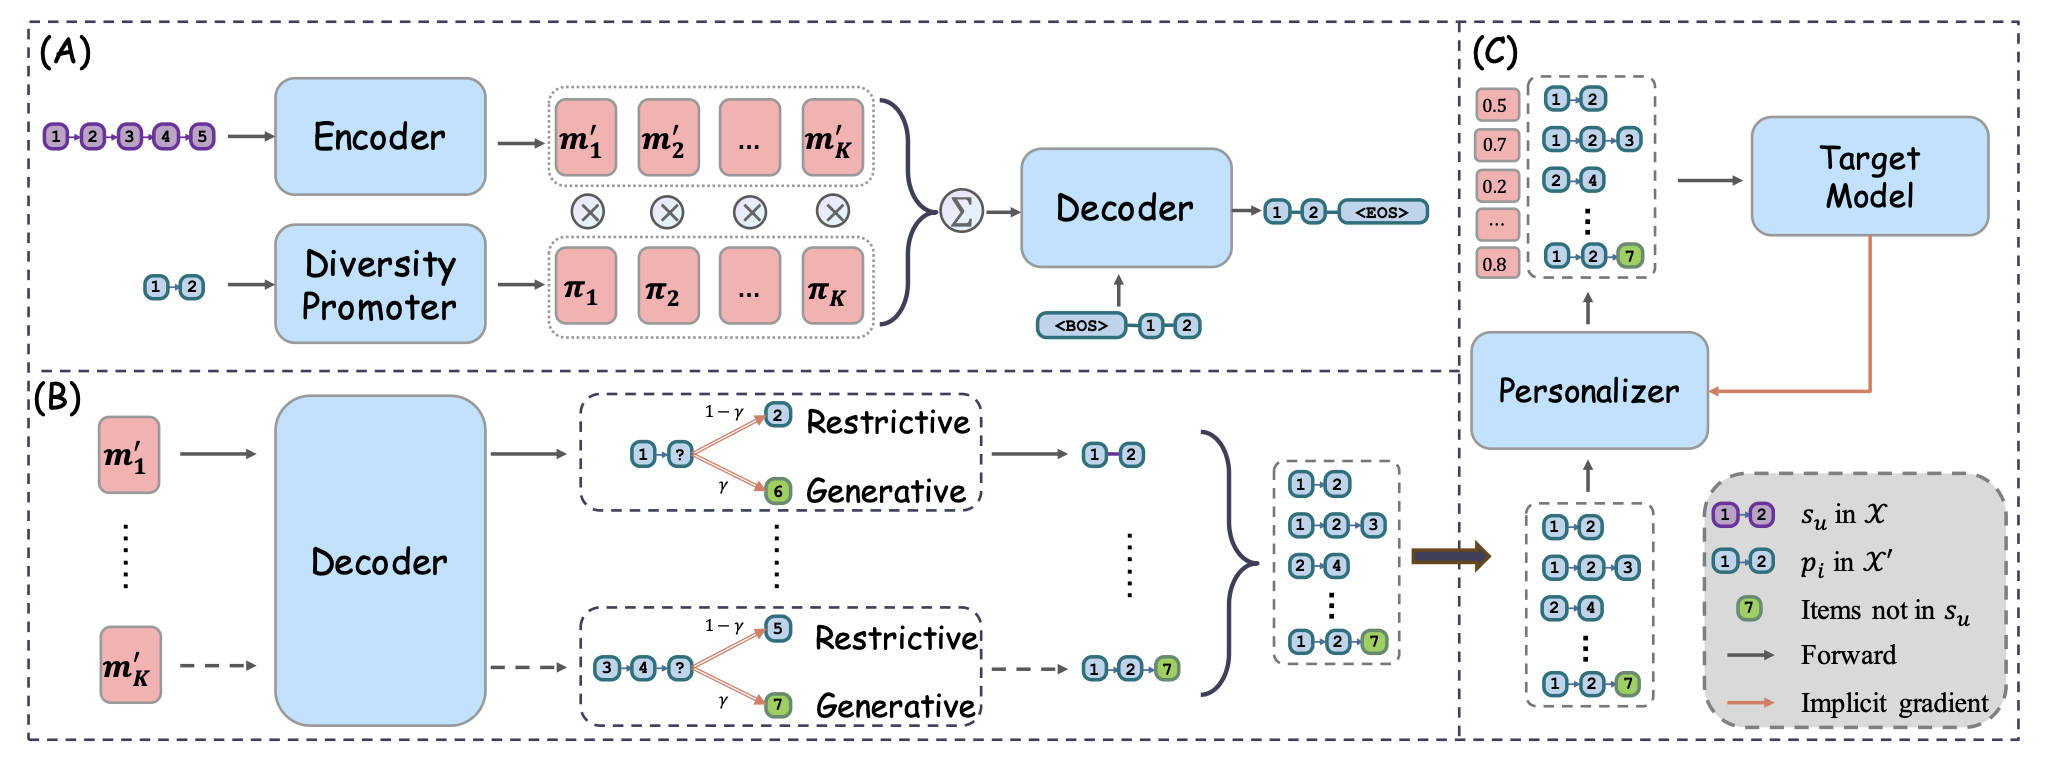 (A)
1 2 3 4 5
Encoder
m′1 m′2 ... m′K
1 2
Diversity
Promoter
π1 π2 ... πK
Σ
Decoder
<BOS> 1 2
1 2 <EOS>
(B)
m′1
m′K
Decoder
1 ?
1−γ
2
Restrictive
γ
6
Generative
3 4 ?
1−γ
5
Restrictive
γ
7
Generative
1 2
1 2 7
1 2
1 2 3
2 4
1 2 7
(C)
0.5
0.7
0.2
...
0.8
1 2
1 2 3
2 4
1 2 7
Target
Model
Personalizer
1 2
1 2 3
2 4
1 2 7
1 2 s_u in 𝒳
1 2 p_i in 𝒳′
7 Items not in s_u
Forward
Implicit gradient